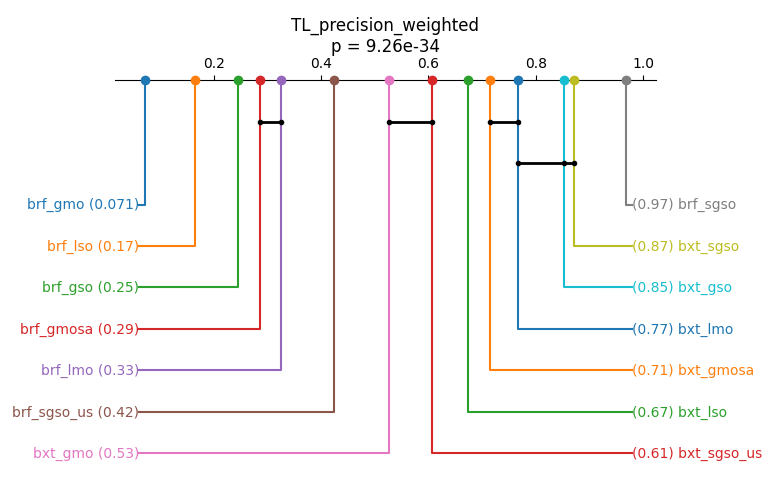 TL_precision_weighted
p = 9.26e-34
0.2 0.4 0.6 0.8 1.0
brf_gmo (0.071) (0.97) brf_sgso
brf_lso (0.17) (0.87) bxt_sgso
brf_gso (0.25) (0.85) bxt_gso
brf_gmosa (0.29) (0.77) bxt_lmo
brf_lmo (0.33) (0.71) bxt_gmosa
brf_sgso_us (0.42) (0.67) bxt_lso
bxt_gmo (0.53) (0.61) bxt_sgso_us